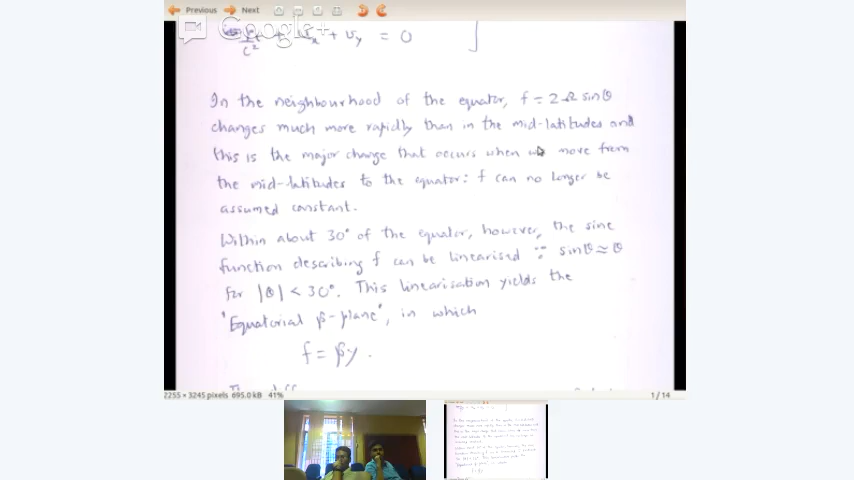 Previous Next
Google+
c² + vy = 0
In the neighbourhood of the equator, f = 2Ω sinθ
changes much more rapidly than in the mid-latitudes and
this is the major change that occurs when we move from
the mid-latitudes to the equator: f can no longer be
assumed constant.
Within about 30° of the equator, however, the sine
function describing f can be linearised ∵ sinθ ≈ θ
for |θ| < 30°. This linearisation yields the
'Equatorial β-plane', in which
f = βy.
2255 × 3245 pixels 695.0 kB 41% 1 / 14